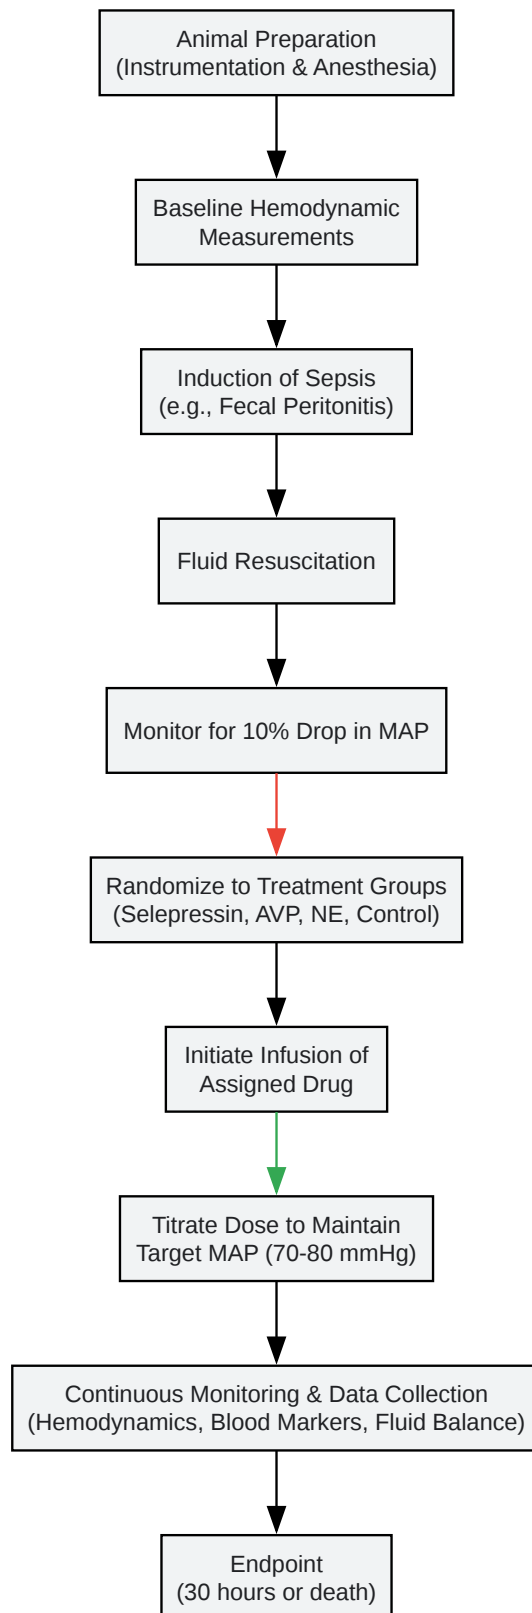 Animal Preparation
(Instrumentation & Anesthesia)
Baseline Hemodynamic
Measurements
Induction of Sepsis
(e.g., Fecal Peritonitis)
Fluid Resuscitation
Monitor for 10% Drop in MAP
Randomize to Treatment Groups
(Selepressin, AVP, NE, Control)
Initiate Infusion of
Assigned Drug
Titrate Dose to Maintain
Target MAP (70-80 mmHg)
Continuous Monitoring & Data Collection
(Hemodynamics, Blood Markers, Fluid Balance)
Endpoint
(30 hours or death)